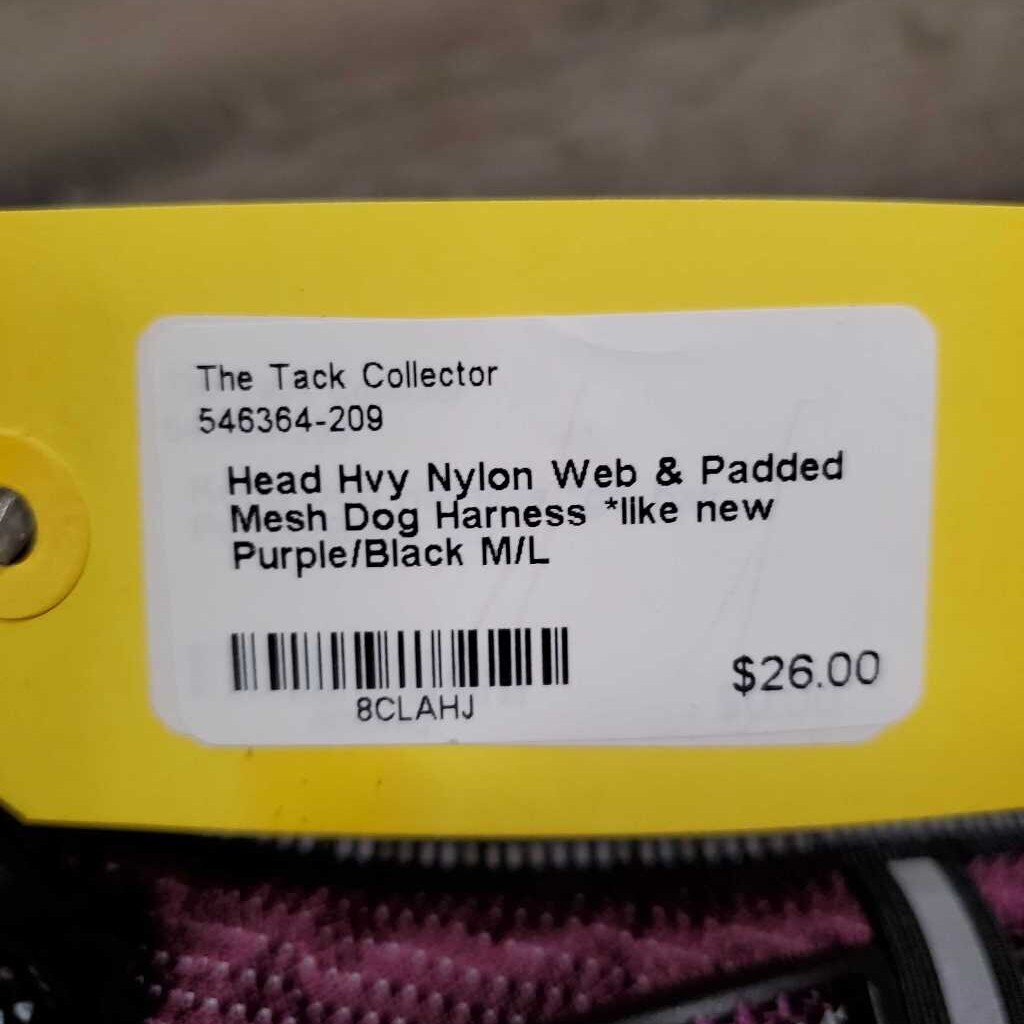 The Tack Collector
546364-209
Head Hvy Nylon Web & Padded
Mesh Dog Harness *like new
Purple/Black M/L
8CLAHJ
$26.00